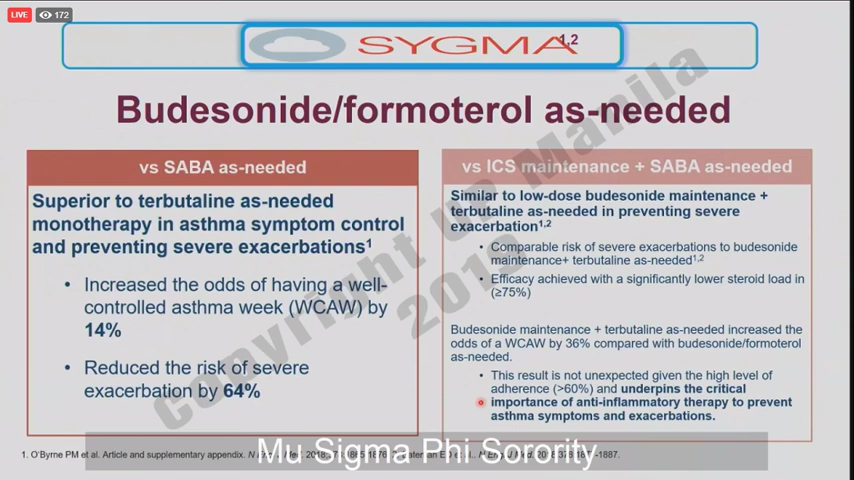 LIVE 172
SYGMA1,2
Budesonide/formoterol as-needed
vs SABA as-needed
Superior to terbutaline as-needed
monotherapy in asthma symptom control
and preventing severe exacerbations1
• Increased the odds of having a well-
controlled asthma week (WCAW) by
14%
• Reduced the risk of severe
exacerbation by 64%
vs ICS maintenance + SABA as-needed
Similar to low-dose budesonide maintenance +
terbutaline as-needed in preventing severe
exacerbation1,2
• Comparable risk of severe exacerbations to budesonide
maintenance+ terbutaline as-needed1,2
• Efficacy achieved with a significantly lower steroid load in
(≥75%)
Budesonide maintenance + terbutaline as-needed increased the
odds of a WCAW by 36% compared with budesonide/formoterol
as-needed.
• This result is not unexpected given the high level of
adherence (>60%) and underpins the critical
importance of anti-inflammatory therapy to prevent
asthma symptoms and exacerbations.
Copyright UP Manila
2019
Mu Sigma Phi Sorority
1. O'Byrne PM et al. Article and supplementary appendix. 2018; -1887.